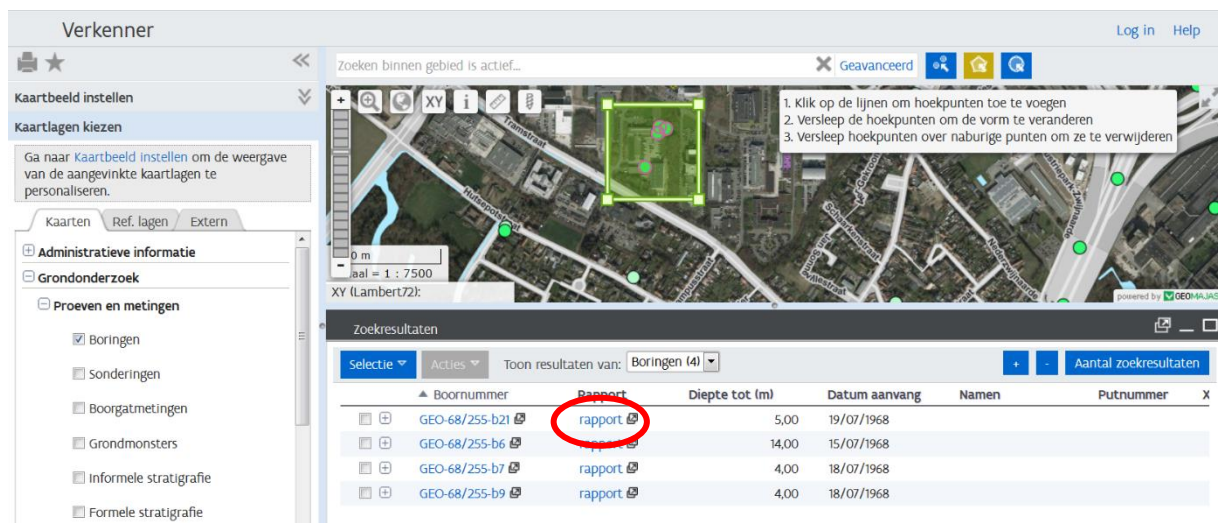 Verkenner
Log in Help
Zoeken binnen gebied is actief...
Geavanceerd
Kaartbeeld instellen
Kaartlagen kiezen
Ga naar Kaartbeeld instellen om de weergave
van de aangevinkte kaartlagen te
personaliseren.
Kaarten Ref. lagen Extern
Administratieve informatie
Grondonderzoek
Proeven en metingen
Boringen
Sonderingen
Boorgatmetingen
Grondmonsters
Informele stratigrafie
Formele stratigrafie
+ XY i
1. Klik op de lijnen om hoekpunten toe te voegen
2. Versleep de hoekpunten om de vorm te veranderen
3. Versleep hoekpunten over naburige punten om ze te verwijderen
Tramstraat
Hutsepotstraat
Schaarkenstraat
0 m
aal = 1 : 7500
XY (Lambert72):
powered by GEOMAJAS
Zoekresultaten
Selectie Acties Toon resultaten van: Boringen (4) + - Aantal zoekresultaten
Boornummer Rapport Diepte tot (m) Datum aanvang Namen Putnummer X
GEO-68/255-b21 rapport 5,00 19/07/1968
GEO-68/255-b6 rapport 14,00 15/07/1968
GEO-68/255-b7 rapport 4,00 18/07/1968
GEO-68/255-b9 rapport 4,00 18/07/1968